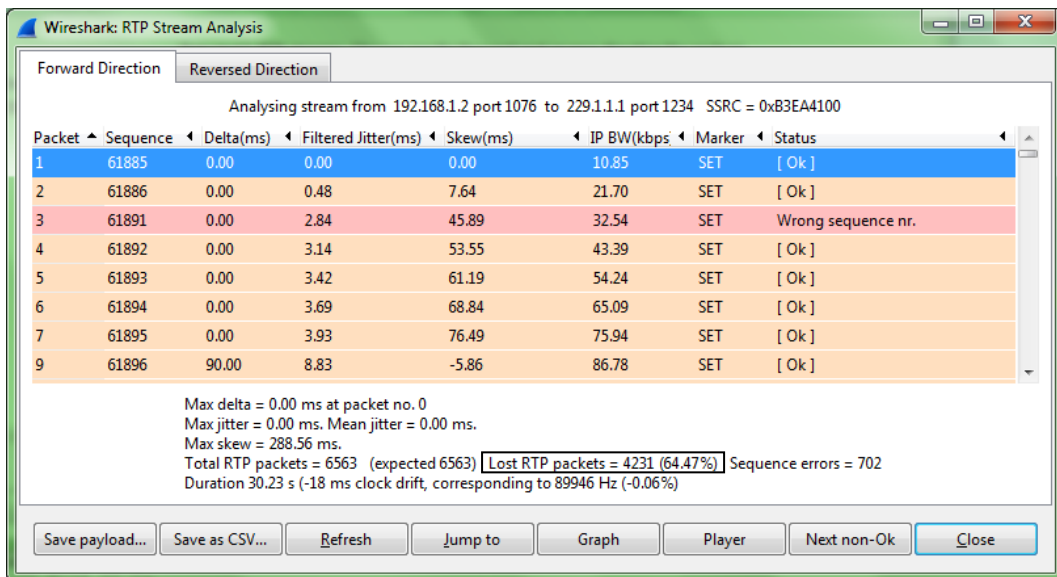 Wireshark: RTP Stream Analysis
Forward Direction Reversed Direction
Analysing stream from 192.168.1.2 port 1076 to 229.1.1.1 port 1234 SSRC = 0xB3EA4100
Packet Sequence Delta(ms) Filtered Jitter(ms) Skew(ms) IP BW(kbps) Marker Status
1 61885 0.00 0.00 0.00 10.85 SET [ Ok ]
2 61886 0.00 0.48 7.64 21.70 SET [ Ok ]
3 61891 0.00 2.84 45.89 32.54 SET Wrong sequence nr.
4 61892 0.00 3.14 53.55 43.39 SET [ Ok ]
5 61893 0.00 3.42 61.19 54.24 SET [ Ok ]
6 61894 0.00 3.69 68.84 65.09 SET [ Ok ]
7 61895 0.00 3.93 76.49 75.94 SET [ Ok ]
9 61896 90.00 8.83 -5.86 86.78 SET [ Ok ]
Max delta = 0.00 ms at packet no. 0
Max jitter = 0.00 ms. Mean jitter = 0.00 ms.
Max skew = 288.56 ms.
Total RTP packets = 6563 (expected 6563) Lost RTP packets = 4231 (64.47%) Sequence errors = 702
Duration 30.23 s (-18 ms clock drift, corresponding to 89946 Hz (-0.06%)
Save payload... Save as CSV... Refresh Jump to Graph Player Next non-Ok Close